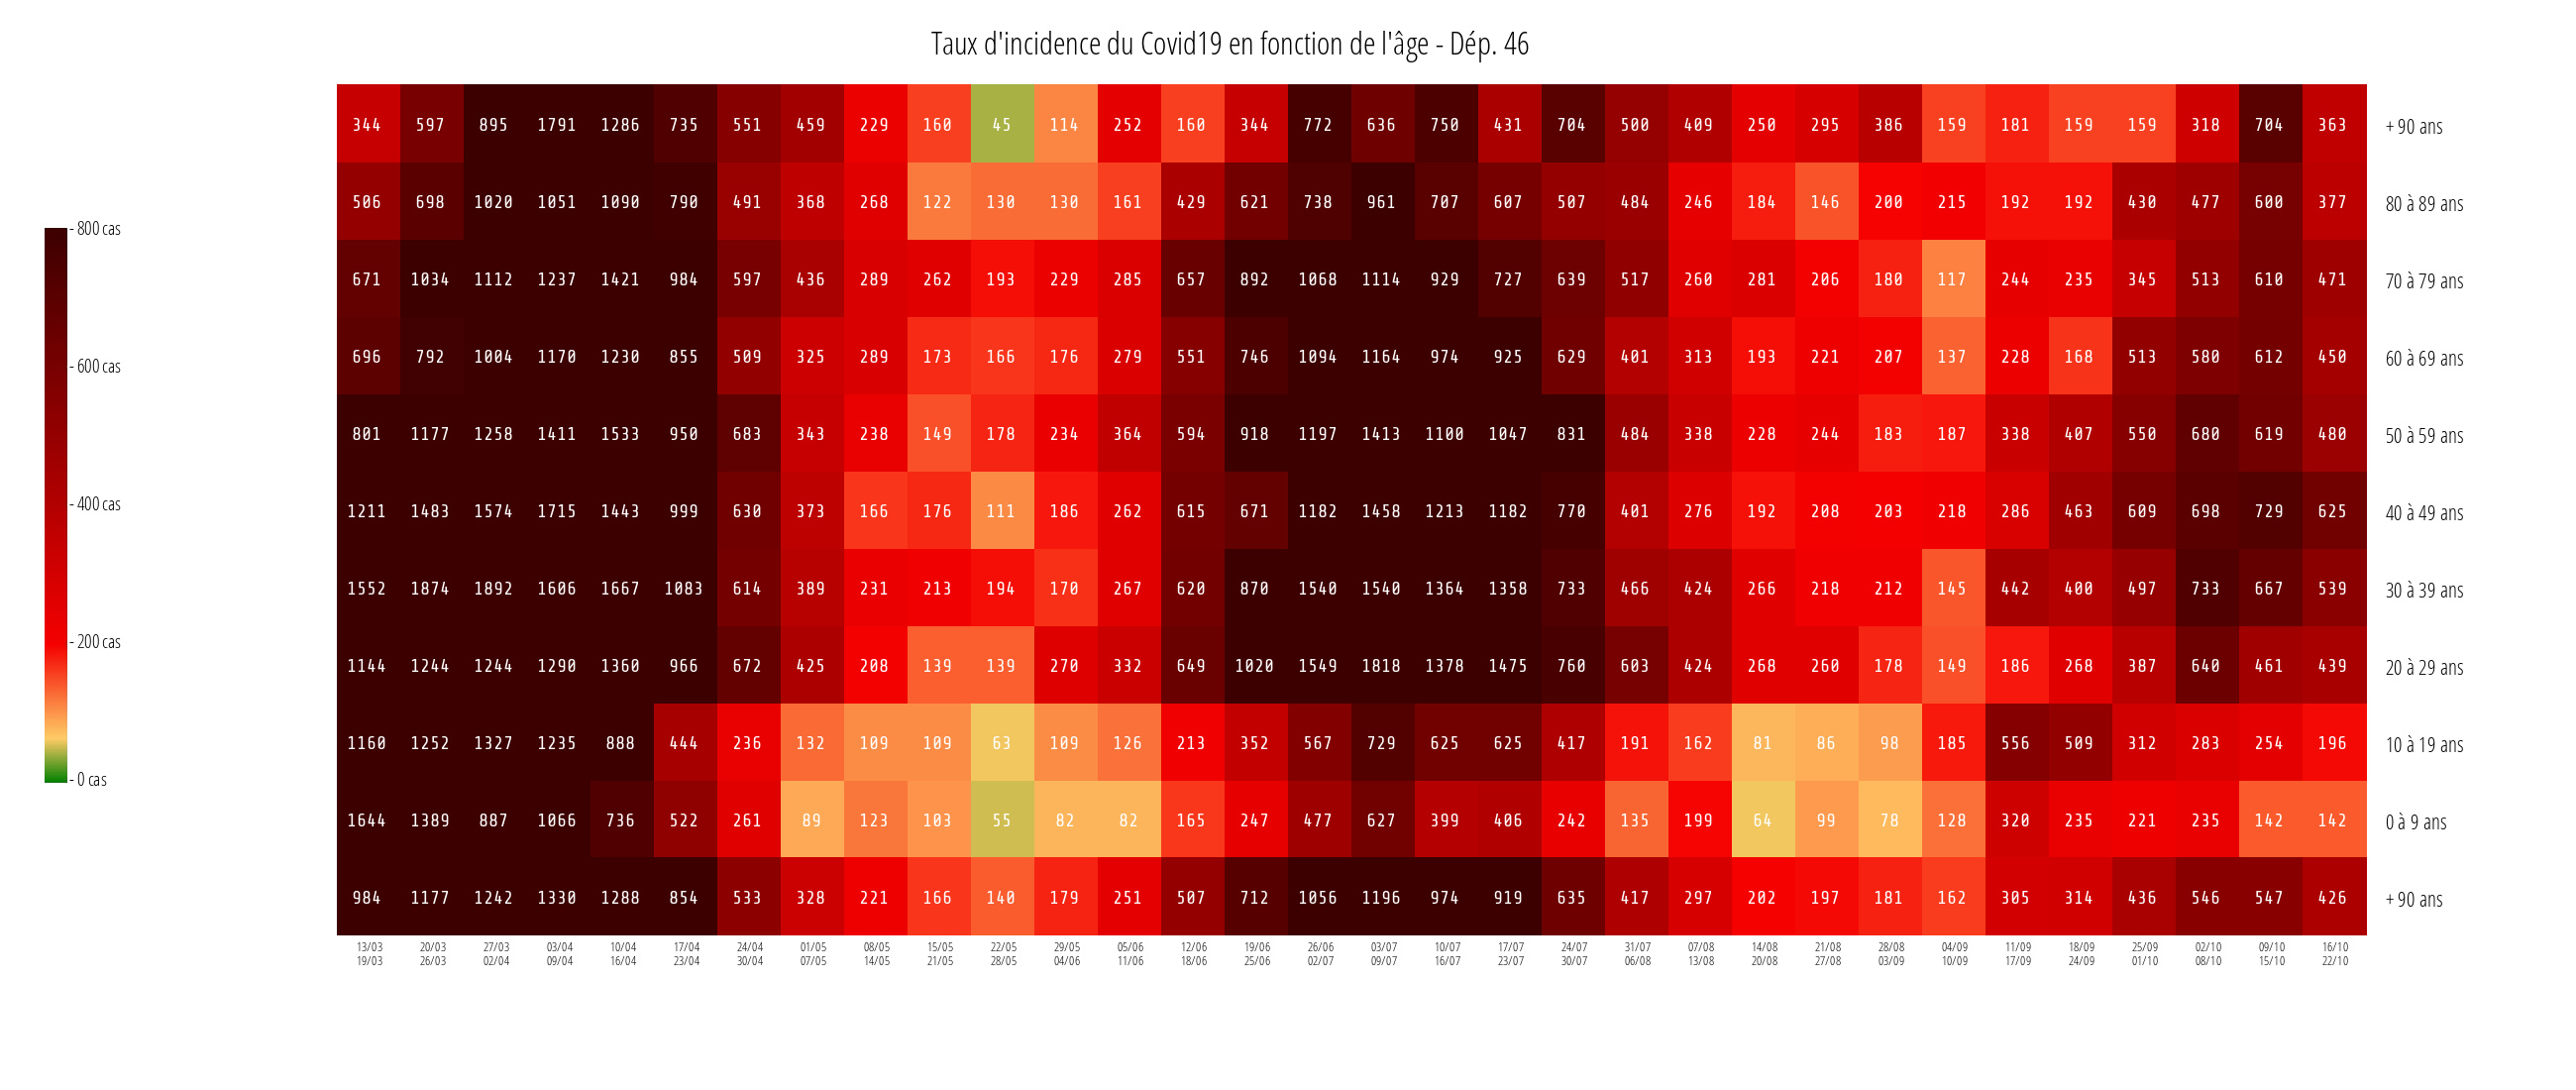 Taux d'incidence du Covid19 en fonction de l'âge - Dép. 46
- 800 cas
- 600 cas
- 400 cas
- 200 cas
- 0 cas
344 597 895 1791 1286 735 551 459 229 160 45 114 252 160 344 772 636 750 431 704 500 409 250 295 386 159 181 159 159 318 704 363 + 90 ans
506 698 1020 1051 1090 790 491 368 268 122 130 130 161 429 621 738 961 707 607 507 484 246 184 146 200 215 192 192 430 477 600 377 80 à 89 ans
671 1034 1112 1237 1421 984 597 436 289 262 193 229 285 657 892 1068 1114 929 727 639 517 260 281 206 180 117 244 235 345 513 610 471 70 à 79 ans
696 792 1004 1170 1230 855 509 325 289 173 166 176 279 551 746 1094 1164 974 925 629 401 313 193 221 207 137 228 168 513 580 612 450 60 à 69 ans
801 1177 1258 1411 1533 950 683 343 238 149 178 234 364 594 918 1197 1413 1100 1047 831 484 338 228 244 183 187 338 407 550 680 619 480 50 à 59 ans
1211 1483 1574 1715 1443 999 630 373 166 176 111 186 262 615 671 1182 1458 1213 1182 770 401 276 192 208 203 218 286 463 609 698 729 625 40 à 49 ans
1552 1874 1892 1606 1667 1083 614 389 231 213 194 170 267 620 870 1540 1540 1364 1358 733 466 424 266 218 212 145 442 400 497 733 667 539 30 à 39 ans
1144 1244 1244 1290 1360 966 672 425 208 139 139 270 332 649 1020 1549 1818 1378 1475 760 603 424 268 260 178 149 186 268 387 640 461 439 20 à 29 ans
1160 1252 1327 1235 888 444 236 132 109 109 63 109 126 213 352 567 729 625 625 417 191 162 81 86 98 185 556 509 312 283 254 196 10 à 19 ans
1644 1389 887 1066 736 522 261 89 123 103 55 82 82 165 247 477 627 399 406 242 135 199 64 99 78 128 320 235 221 235 142 142 0 à 9 ans
984 1177 1242 1330 1288 854 533 328 221 166 140 179 251 507 712 1056 1196 974 919 635 417 297 202 197 181 162 305 314 436 546 547 426 + 90 ans
13/03 20/03 27/03 03/04 10/04 17/04 24/04 01/05 08/05 15/05 22/05 29/05 05/06 12/06 19/06 26/06 03/07 10/07 17/07 24/07 31/07 07/08 14/08 21/08 28/08 04/09 11/09 18/09 25/09 02/10 09/10 16/10
19/03 26/03 02/04 09/04 16/04 23/04 30/04 07/05 14/05 21/05 28/05 04/06 11/06 18/06 25/06 02/07 09/07 16/07 23/07 30/07 06/08 13/08 20/08 27/08 03/09 10/09 17/09 24/09 01/10 08/10 15/10 22/10